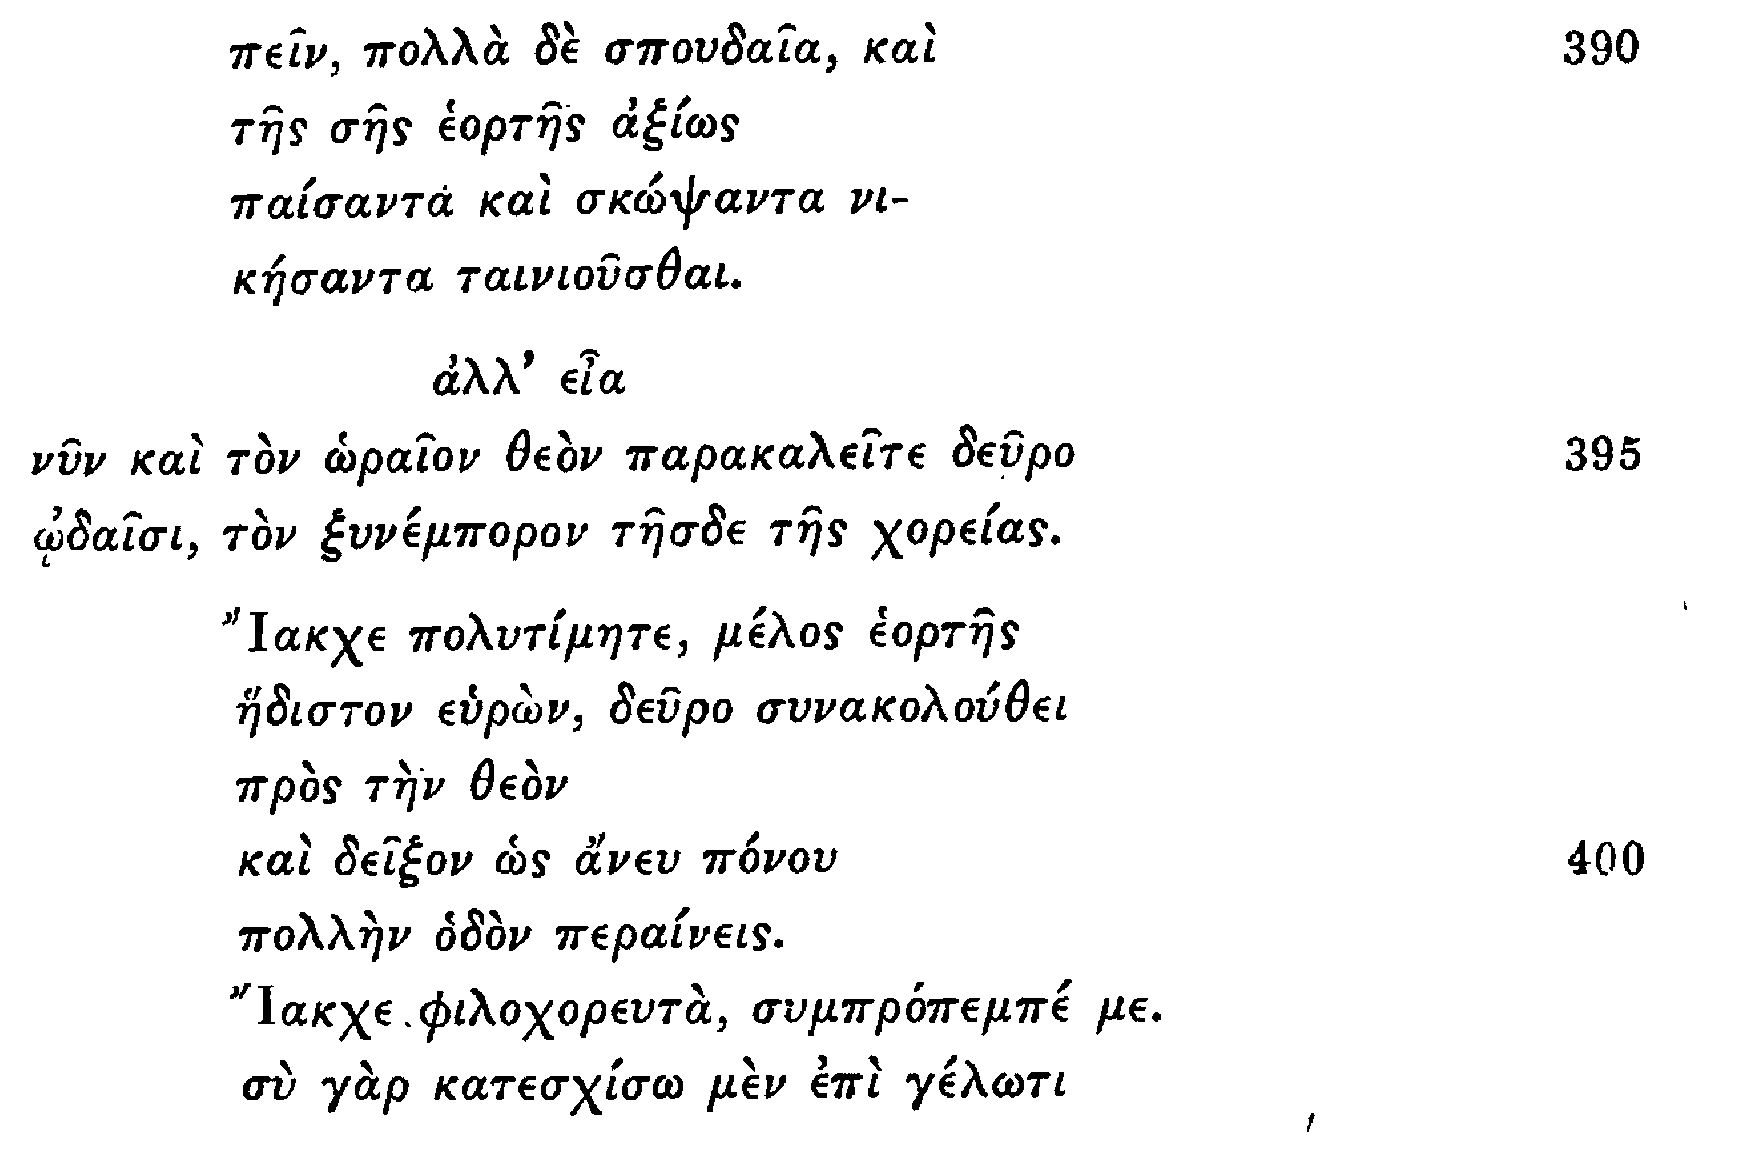 πεῖν, πολλὰ δὲ σπουδαῖα, καὶ 390
τῆς σῆς ἑορτῆς ἀξίως
παίσαντα καὶ σκώψαντα νι-
κήσαντα ταινιοῦσθαι.
ἀλλ’ εἶα
νῦν καὶ τὸν ὡραῖον θεὸν παρακαλεῖτε δεῦρο 395
ᾠδαῖσι, τὸν ξυνέμπορον τῆσδε τῆς χορείας.
Ἴακχε πολυτίμητε, μέλος ἑορτῆς
ἥδιστον εὑρὼν, δεῦρο συνακολούθει
πρὸς τὴν θεὸν
καὶ δεῖξον ὡς ἄνευ πόνου 400
πολλὴν ὁδὸν περαίνεις.
Ἴακχε φιλοχορευτὰ, συμπρόπεμπέ με.
σὺ γὰρ κατεσχίσω μὲν ἐπὶ γέλωτι